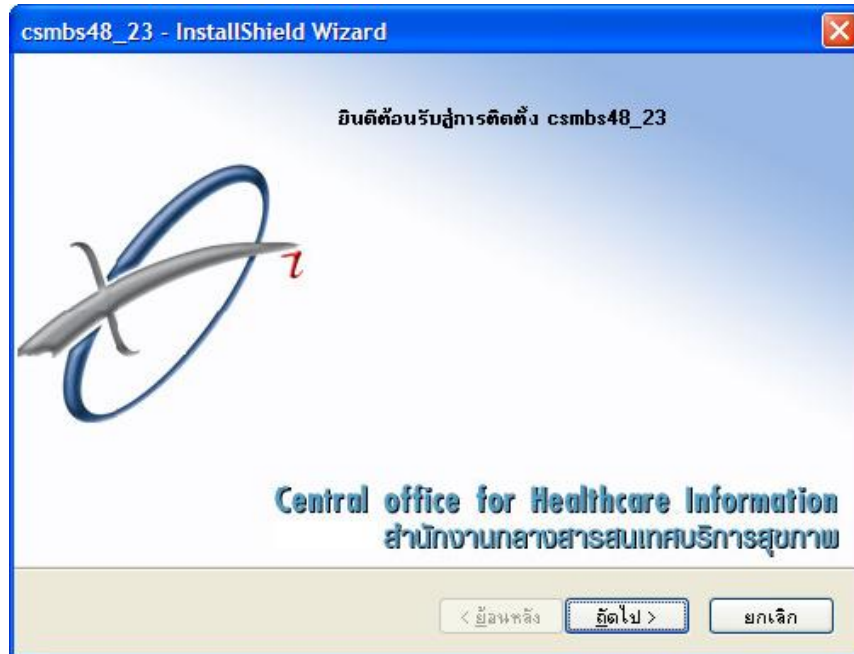 csmbs48_23 - InstallShield Wizard
ยินดีต้อนรับสู่การติดตั้ง csmbs48_23
i
Central office for Healthcare Information
สำนักงานกลางสารสนเทศบริการสุขภาพ
< ย้อนหลัง ถัดไป > ยกเลิก